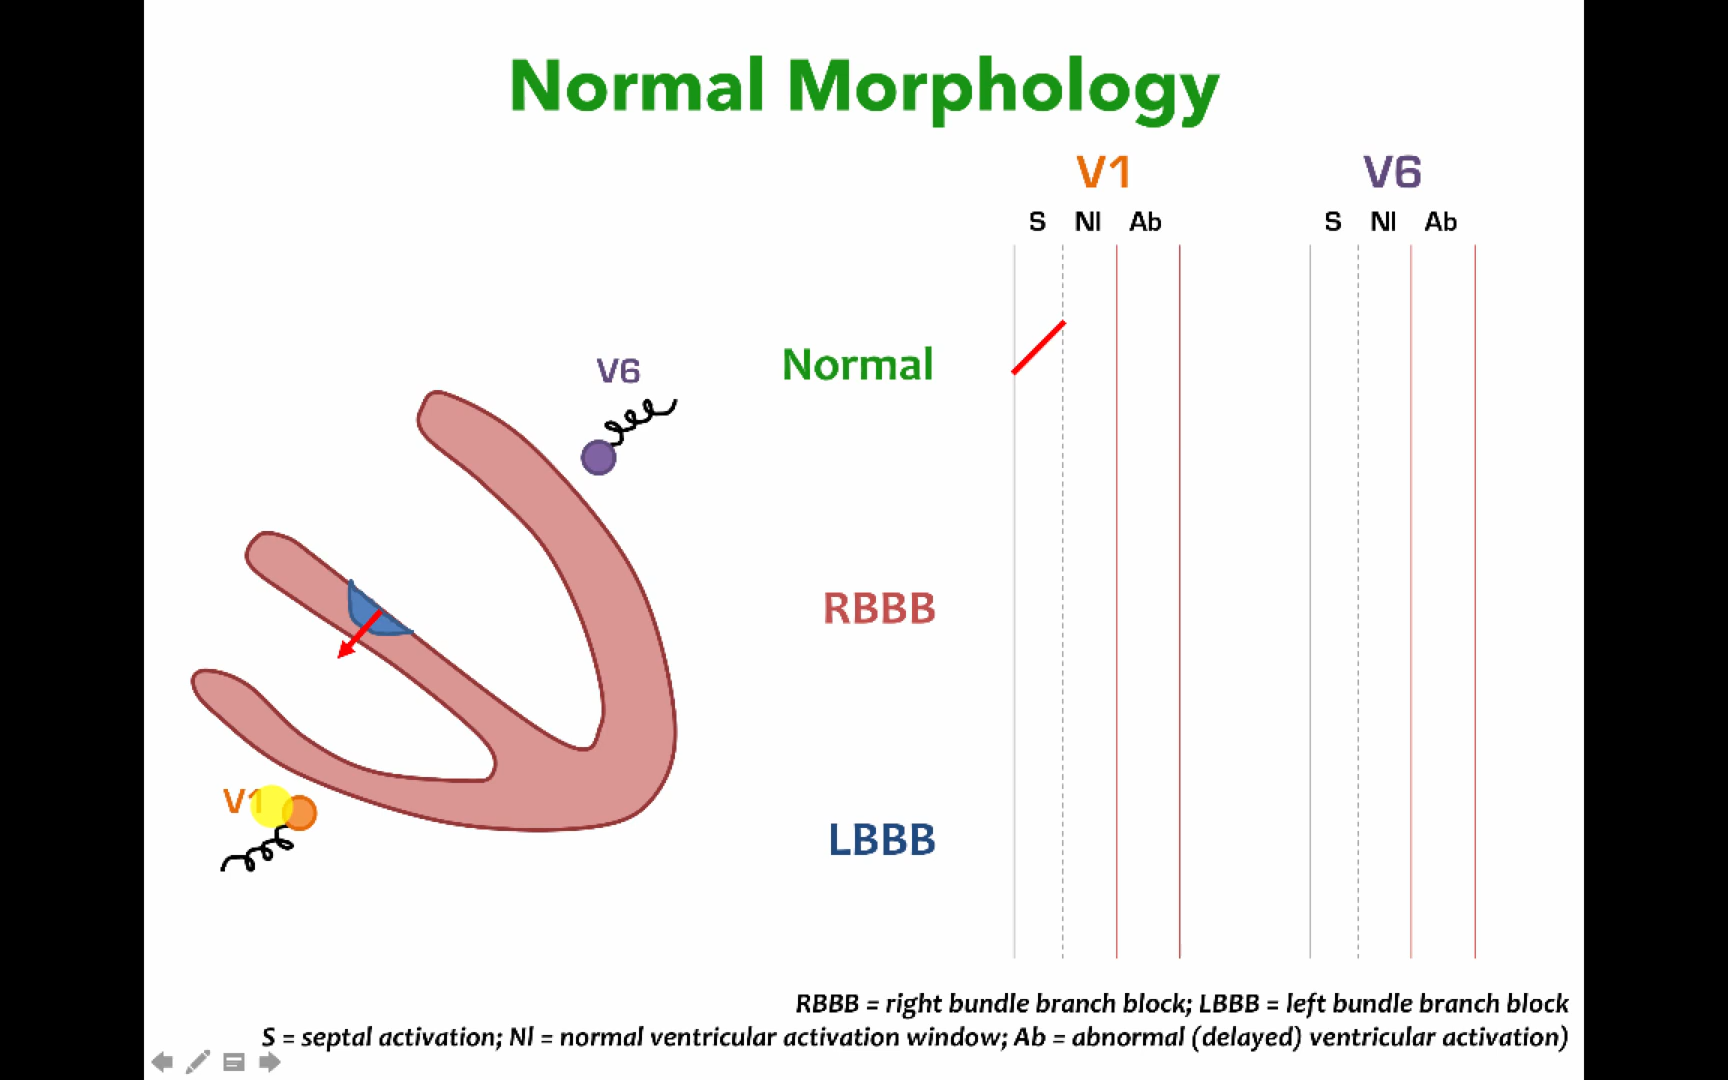 Normal Morphology
V1
V6
S Nl Ab
S Nl Ab
V6
Normal
RBBB
V1
LBBB
RBBB = right bundle branch block; LBBB = left bundle branch block
S = septal activation; Nl = normal ventricular activation window; Ab = abnormal (delayed) ventricular activation)